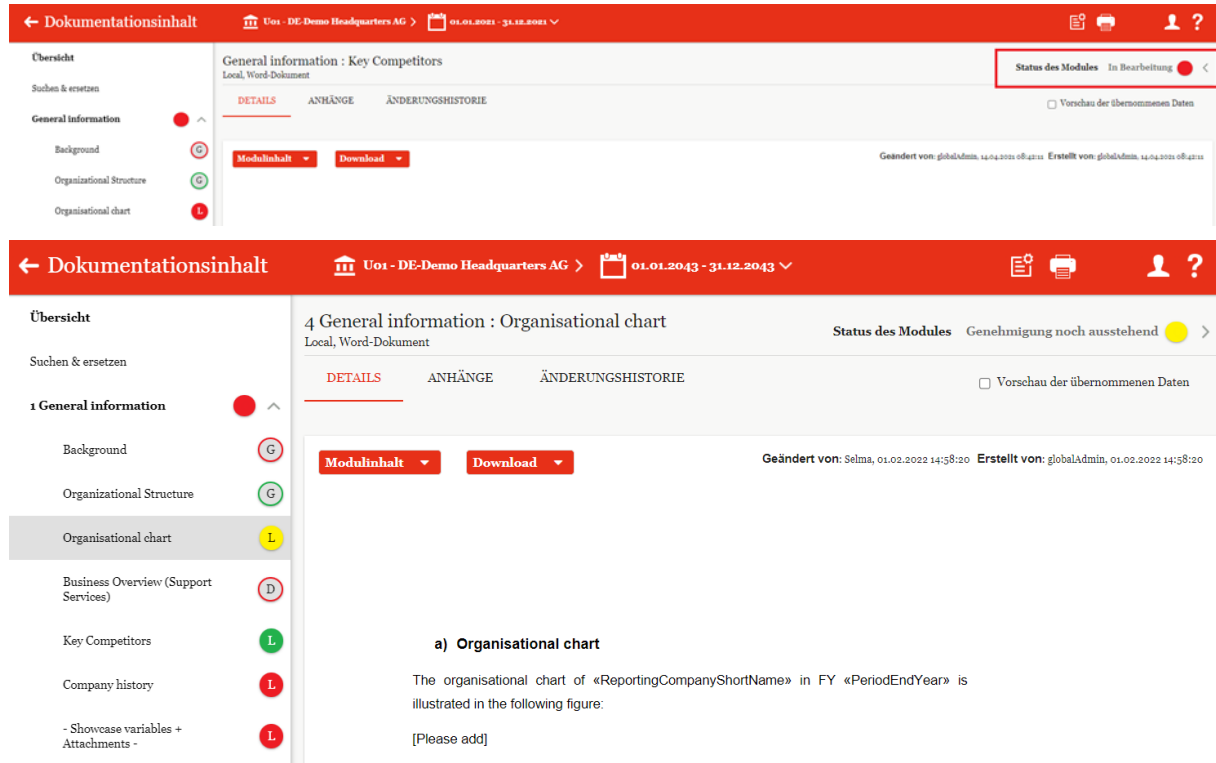 Dokumentationsinhalt
U01 - DE-Demo Headquarters AG > 01.01.2021 - 31.12.2021
?
Übersicht
Suchen & ersetzen
General information
Background G
Organizational Structure G
Organisational chart L
General information : Key Competitors
Local, Word-Dokument
Status des Modules In Bearbeitung
DETAILS ANHÄNGE ÄNDERUNGSHISTORIE
Vorschau der übernommenen Daten
Modulinhalt Download
Geändert von: globalAdmin, 14.04.2021 08:42:11 Erstellt von: globalAdmin, 14.04.2021 08:42:11
Dokumentationsinhalt
U01 - DE-Demo Headquarters AG > 01.01.2043 - 31.12.2043
?
Übersicht
Suchen & ersetzen
1 General information
Background G
Organizational Structure G
Organisational chart L
Business Overview (Support
Services) D
Key Competitors L
Company history L
- Showcase variables +
Attachments - L
4 General information : Organisational chart
Local, Word-Dokument
Status des Modules Genehmigung noch ausstehend
DETAILS ANHÄNGE ÄNDERUNGSHISTORIE
Vorschau der übernommenen Daten
Modulinhalt Download
Geändert von: Selma, 01.02.2022 14:58:20 Erstellt von: globalAdmin, 01.02.2022 14:58:20
a) Organisational chart
The organisational chart of «ReportingCompanyShortName» in FY «PeriodEndYear» is
illustrated in the following figure:
[Please add]